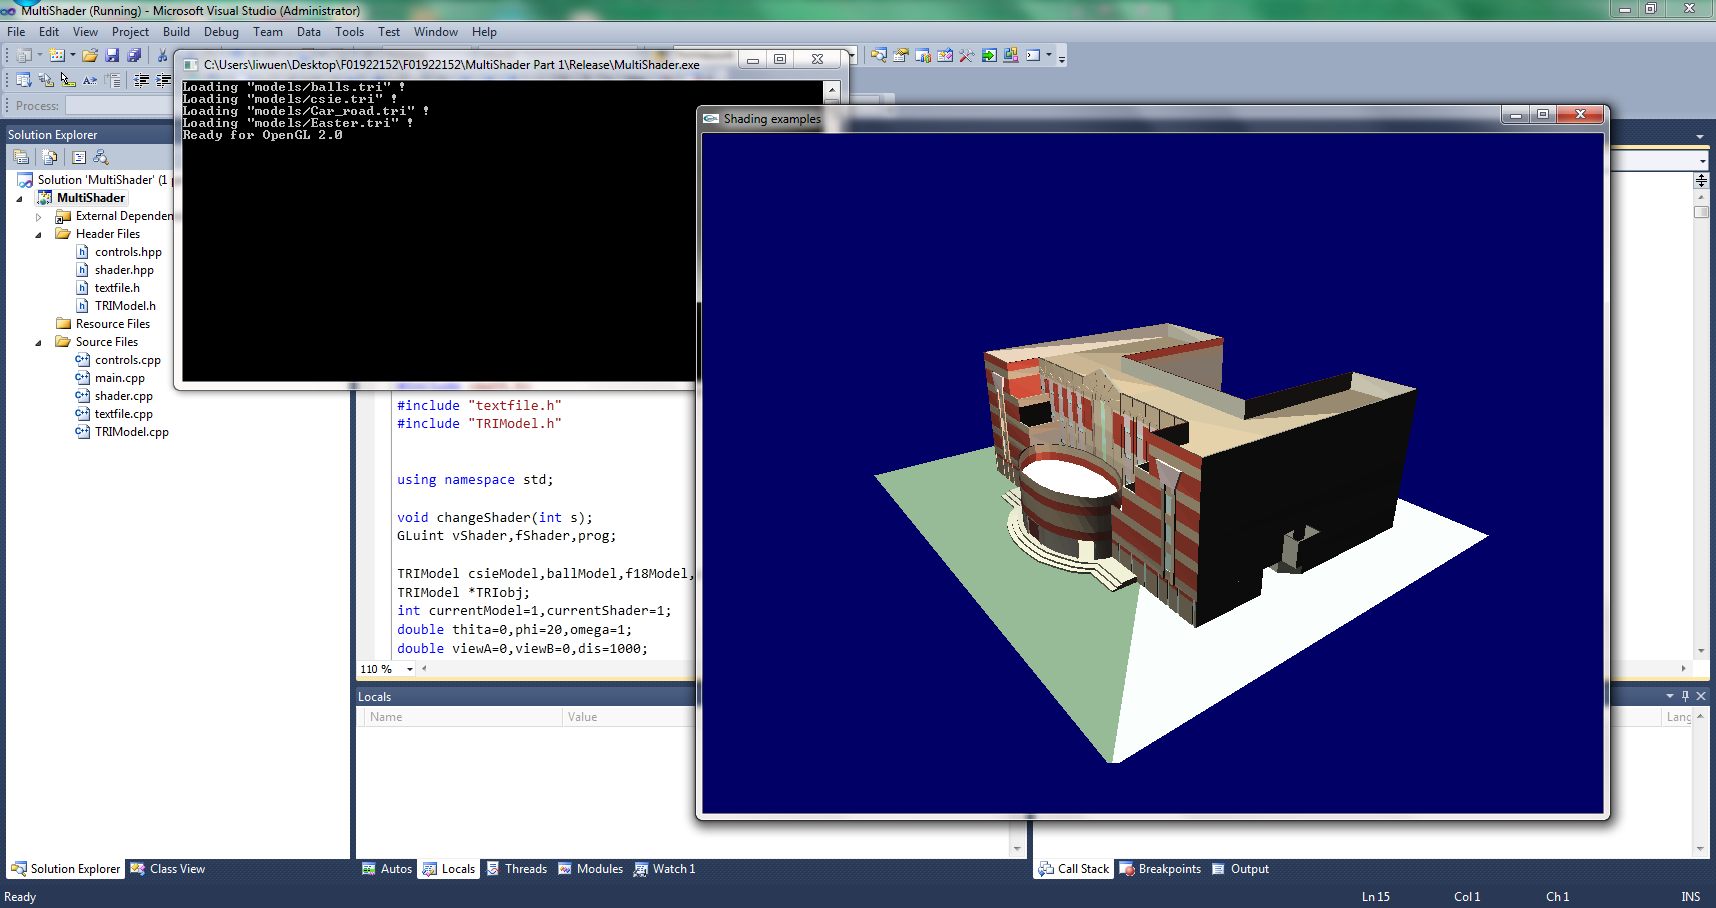 MultiShader (Running) - Microsoft Visual Studio (Administrator)
File Edit View Project Build Debug Team Data Tools Test Window Help
C:\Users\liwuen\Desktop\F01922152\F01922152\MultiShader Part 1\Release\MultiShader.exe
Loading "models/balls.tri" !
Loading "models/csie.tri" !
Loading "models/Car_road.tri" !
Loading "models/Easter.tri" !
Ready for OpenGL 2.0
Process:
Shading examples
Solution Explorer
Solution 'MultiShader' (1
MultiShader
External Dependen
Header Files
controls.hpp
shader.hpp
textfile.h
TRIModel.h
Resource Files
Source Files
controls.cpp
main.cpp
shader.cpp
textfile.cpp
TRIModel.cpp
#include "textfile.h"
#include "TRIModel.h"
using namespace std;
void changeShader(int s);
GLuint vShader,fShader,prog;
TRIModel csieModel,ballModel,f18Model,
TRIModel *TRIobj;
int currentModel=1,currentShader=1;
double thita=0,phi=20,omega=1;
double viewA=0,viewB=0,dis=1000;
110 %
Locals
Name Value Lang
Solution Explorer Class View Autos Locals Threads Modules Watch 1 Call Stack Breakpoints Output
Ready Ln 15 Col 1 Ch 1 INS